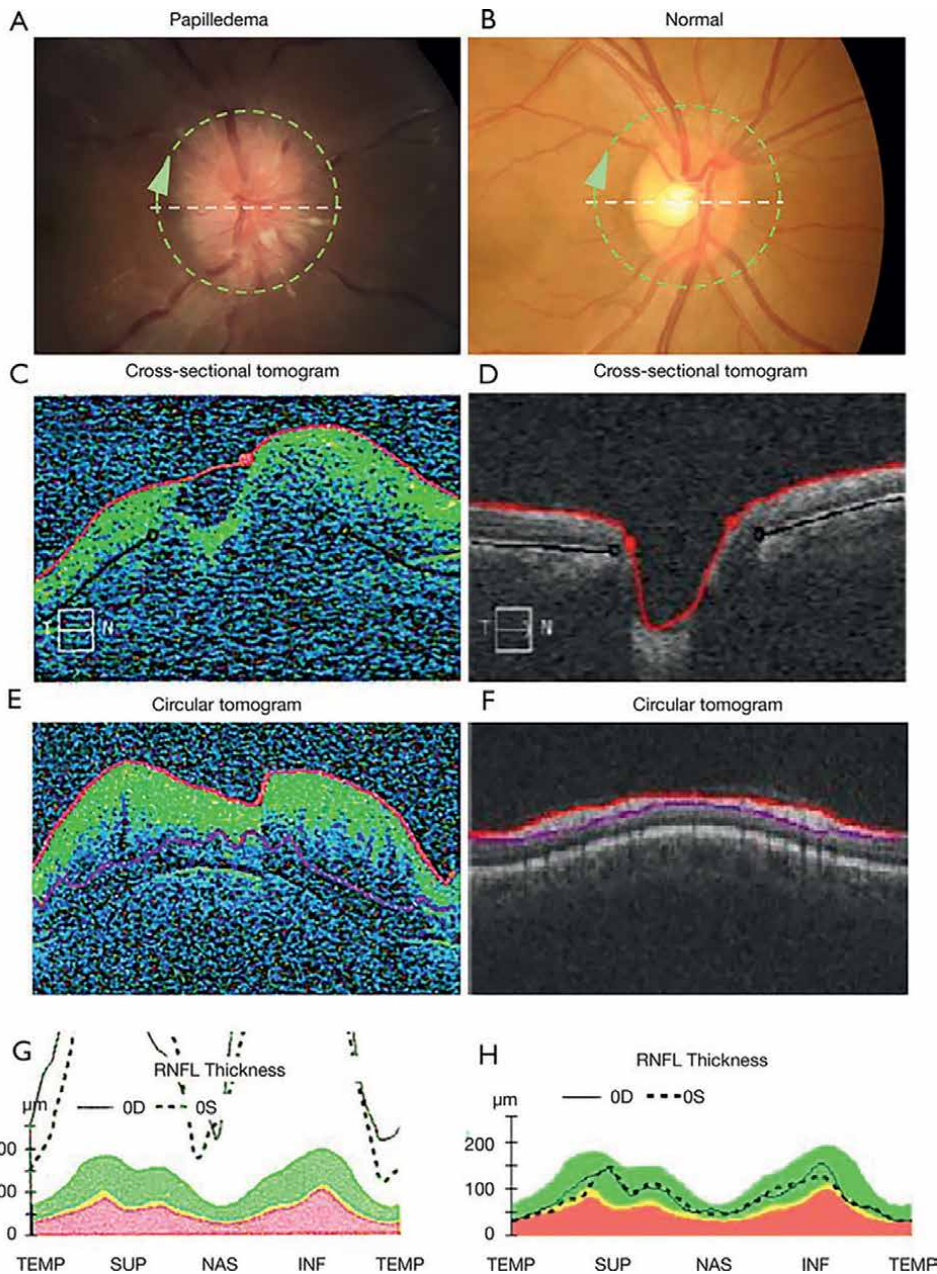 A Papilledema
B Normal
C Cross-sectional tomogram
D Cross-sectional tomogram
T N
T N
E Circular tomogram
F Circular tomogram
G
RNFL Thickness
μm
0D 0S
00
00
0
TEMP SUP NAS INF TEMP
H
RNFL Thickness
μm
0D 0S
200
100
0
TEMP SUP NAS INF TEMP